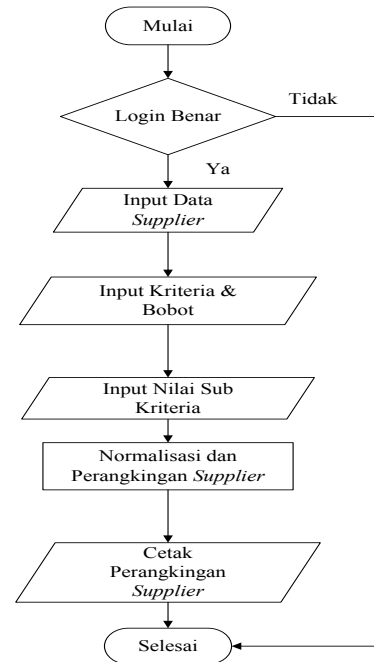 Mulai
Login Benar
Tidak
Ya
Input Data
Supplier
Input Kriteria &
Bobot
Input Nilai Sub
Kriteria
Normalisasi dan
Perangkingan Supplier
Cetak
Perangkingan
Supplier
Selesai